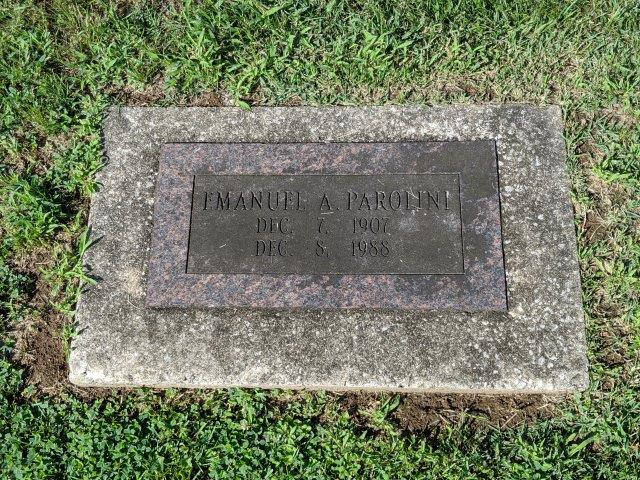 EMANUEL A. PAROLINI
DEC. 7, 1907
DEC. 8, 1988